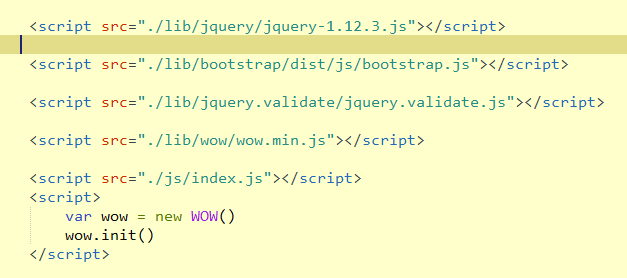 <script src="./lib/jquery/jquery-1.12.3.js"></script>
<script src="./lib/bootstrap/dist/js/bootstrap.js"></script>
<script src="./lib/jquery.validate/jquery.validate.js"></script>
<script src="./lib/wow/wow.min.js"></script>
<script src="./js/index.js"></script>
<script>
var wow = new WOW()
wow.init()
</script>